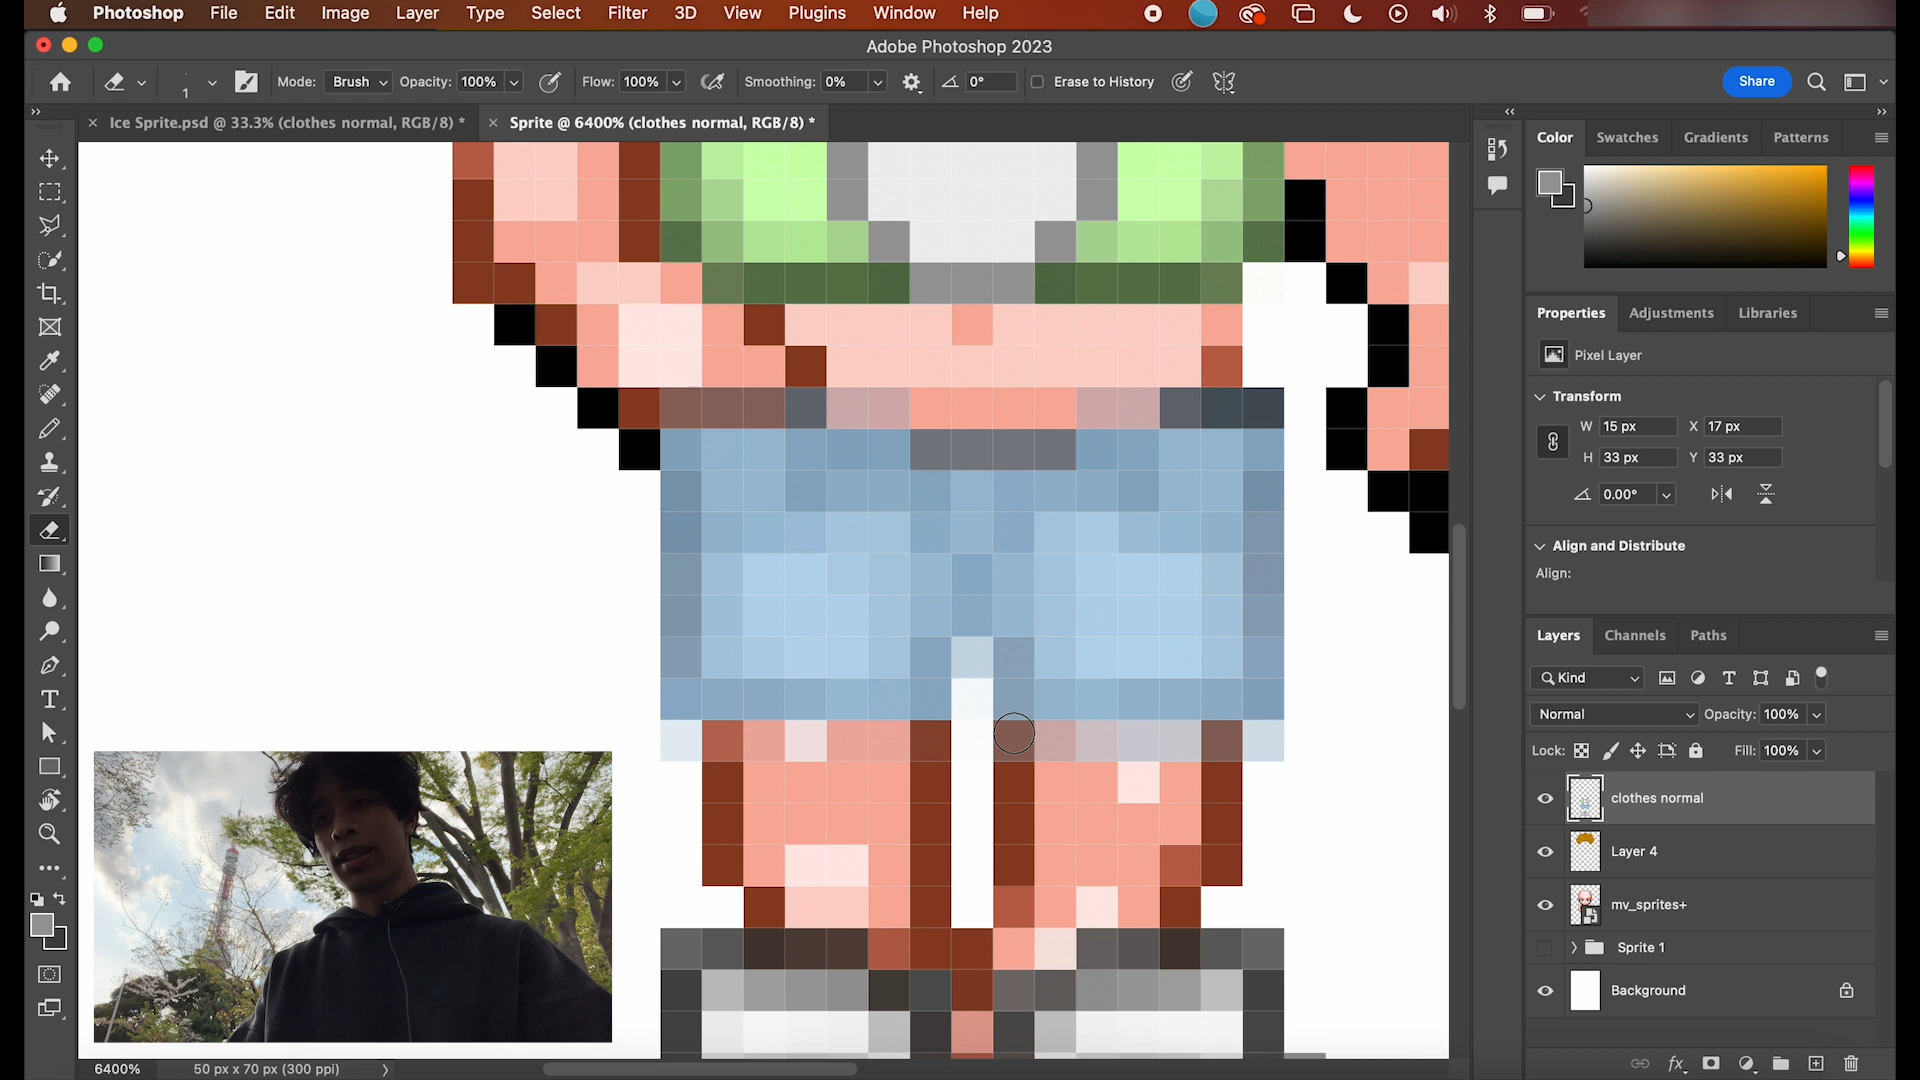 Photoshop File Edit Image Layer Type Select Filter 3D View Plugins Window Help
Adobe Photoshop 2023
1 Mode: Brush Opacity: 100% Flow: 100% Smoothing: 0% 0° Erase to History Share
Ice Sprite.psd @ 33.3% (clothes normal, RGB/8) * Sprite @ 6400% (clothes normal, RGB/8) *
Color Swatches Gradients Patterns
Properties Adjustments Libraries
Pixel Layer
Transform
W 15 px X 17 px
H 33 px Y 33 px
0.00°
Align and Distribute
Align:
Layers Channels Paths
Kind
Normal Opacity: 100%
Lock: Fill: 100%
clothes normal
Layer 4
mv_sprites+
Sprite 1
Background
fx
6400% 50 px x 70 px (300 ppi)